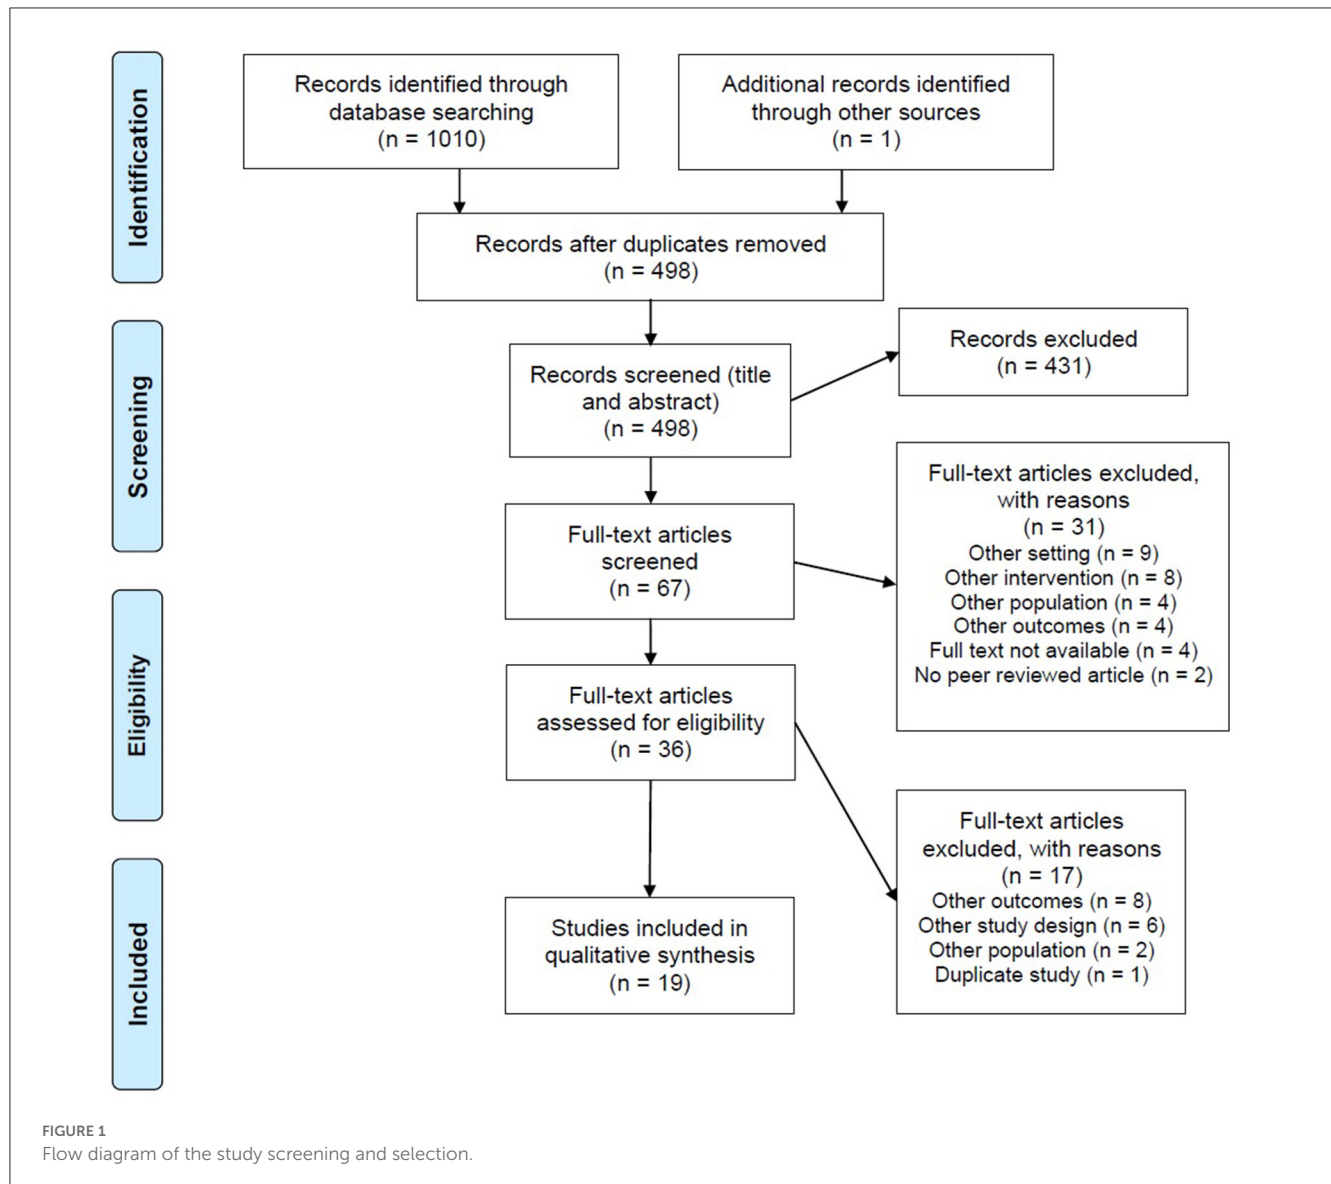 Identification
Records identified through
database searching
(n = 1010)
Additional records identified
through other sources
(n = 1)
Records after duplicates removed
(n = 498)
Screening
Records screened (title
and abstract)
(n = 498)
Records excluded
(n = 431)
Full-text articles
screened
(n = 67)
Full-text articles excluded,
with reasons
(n = 31)
Other setting (n = 9)
Other intervention (n = 8)
Other population (n = 4)
Other outcomes (n = 4)
Full text not available (n = 4)
No peer reviewed article (n = 2)
Eligibility
Full-text articles
assessed for eligibility
(n = 36)
Full-text articles
excluded, with reasons
(n = 17)
Other outcomes (n = 8)
Other study design (n = 6)
Other population (n = 2)
Duplicate study (n = 1)
Included
Studies included in
qualitative synthesis
(n = 19)
FIGURE 1
Flow diagram of the study screening and selection.